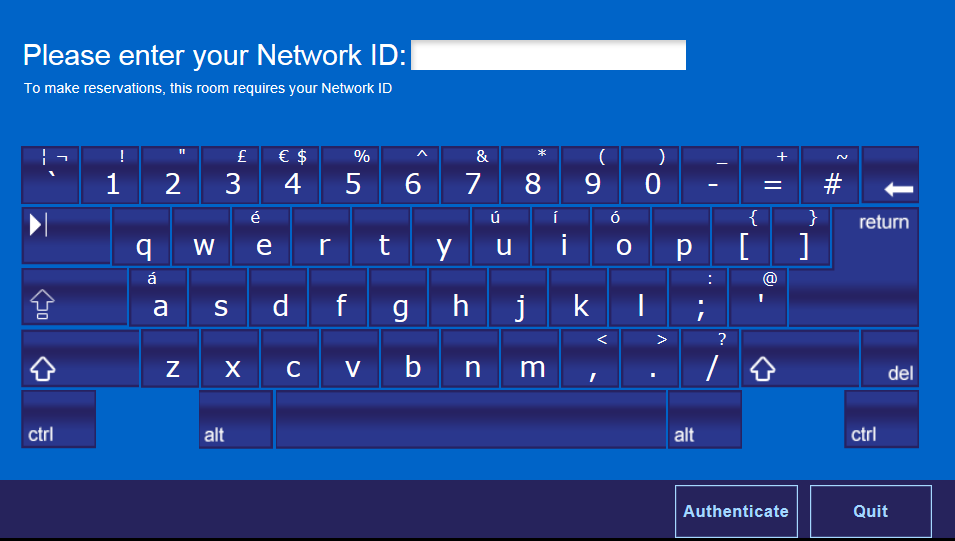 Please enter your Network ID:
To make reservations, this room requires your Network ID
¦ ¬ ! " £ € $ % ^ & * ( ) _ + ~
` 1 2 3 4 5 6 7 8 9 0 - = #
é ú í ó { } return
q w e r t y u i o p [ ]
á : @
a s d f g h j k l ; '
< > ?
z x c v b n m , . / del
ctrl alt alt ctrl
Authenticate Quit